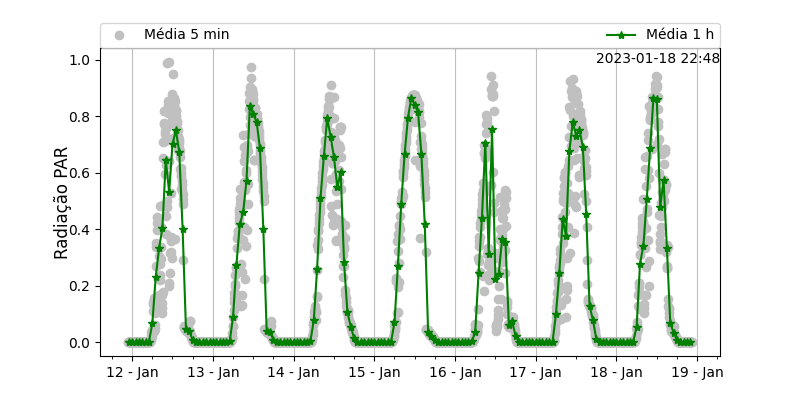 Média 5 min Média 1 h
2023-01-18 22:48
Radiação PAR
1.0
0.8
0.6
0.4
0.2
0.0
12 - Jan 13 - Jan 14 - Jan 15 - Jan 16 - Jan 17 - Jan 18 - Jan 19 - Jan